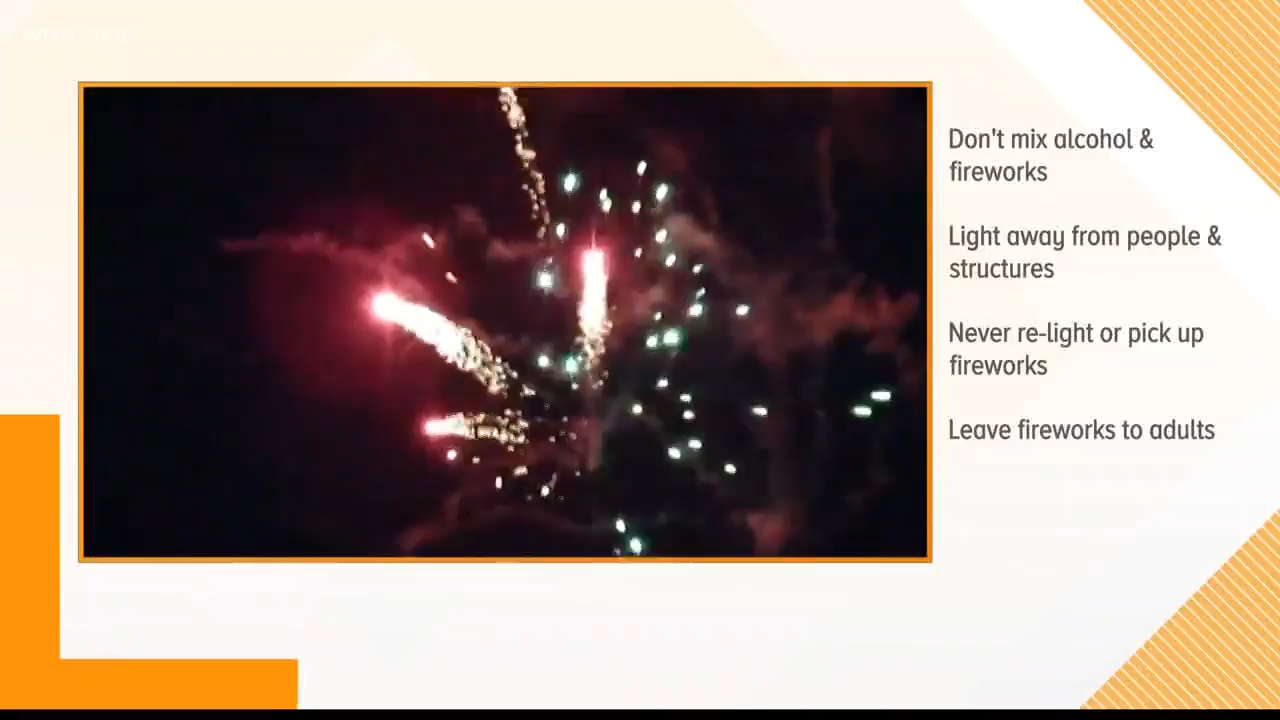 Don't mix alcohol &
fireworks
Light away from people &
structures
Never re-light or pick up
fireworks
Leave fireworks to adults